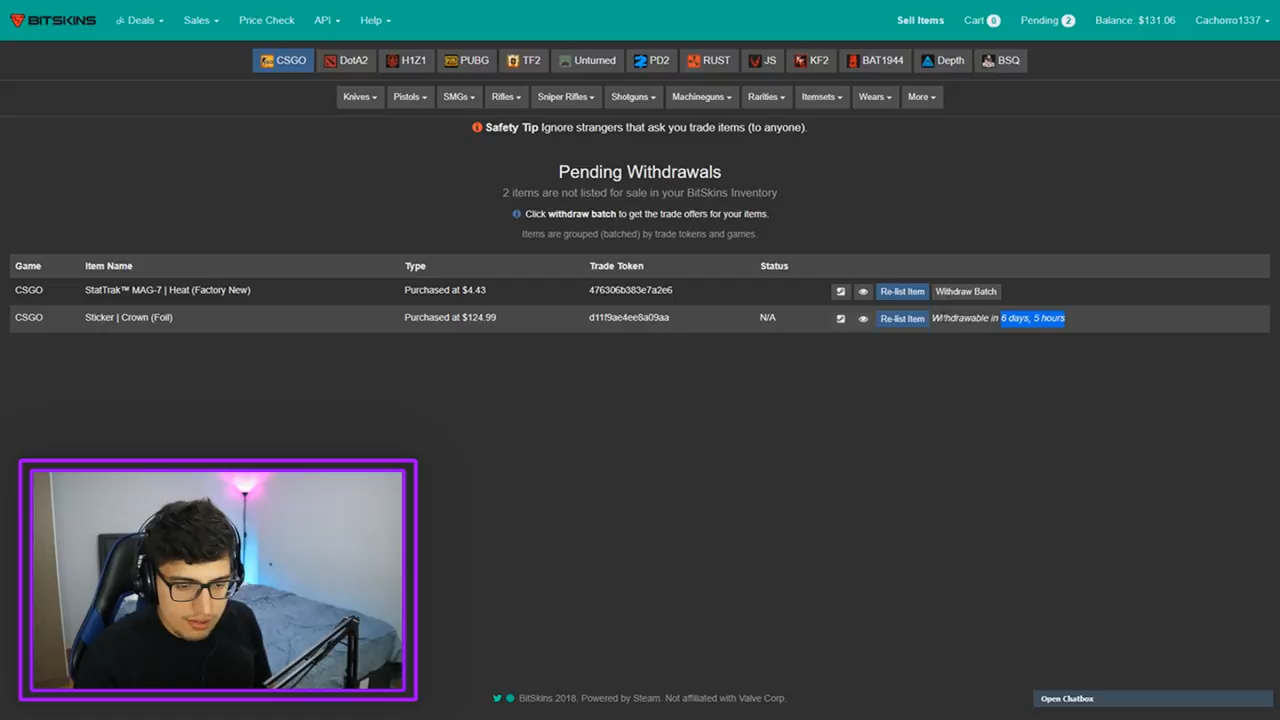 BITSKINS Deals Sales Price Check API Help Sell Items Cart 0 Pending 2 Balance: $131.06 Cachorro1337
CSGO DotA2 H1Z1 PUBG TF2 Unturned PD2 RUST JS KF2 BAT1944 Depth BSQ
Knives Pistols SMGs Rifles Sniper Rifles Shotguns Machineguns Rarities Itemsets Wears More
Safety Tip Ignore strangers that ask you trade items (to anyone).
Pending Withdrawals
2 items are not listed for sale in your BitSkins Inventory
Click withdraw batch to get the trade offers for your items.
Items are grouped (batched) by trade tokens and games.
Game Item Name Type Trade Token Status
CSGO StatTrak™ MAG-7 | Heat (Factory New) Purchased at $4.43 476306b383e7a2e6 Re-list Item Withdraw Batch
CSGO Sticker | Crown (Foil) Purchased at $124.99 d11f9ae4ee8a09aa N/A Re-list Item Withdrawable in 6 days, 5 hours
BitSkins 2018. Powered by Steam. Not affiliated with Valve Corp.
Open Chatbox